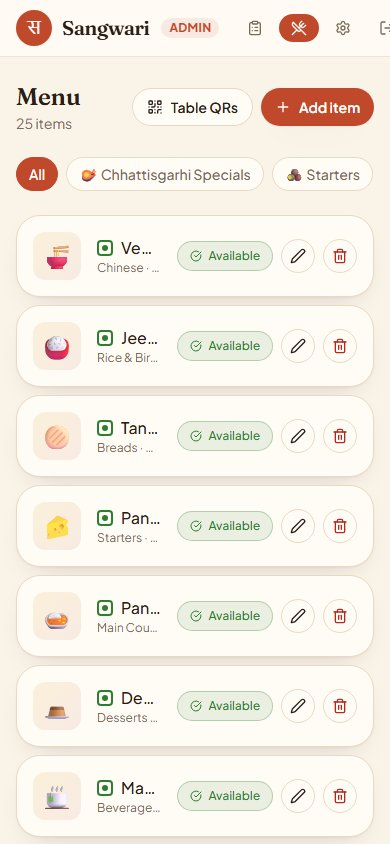 स Sangwari ADMIN
Menu
25 items
Table QRs
+ Add item
All
Chhattisgarhi Specials
Starters
Ve...
Chinese · ...
Available
Jee...
Rice & Bir...
Available
Tan...
Breads · ...
Available
Pan...
Starters · ...
Available
Pan...
Main Cou...
Available
De...
Desserts ...
Available
Ma...
Beverage...
Available